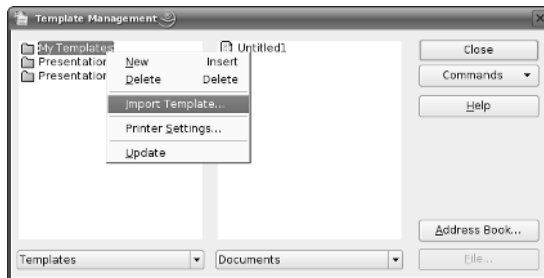 Template Management
My Templates
Presentation
Presentation
New Insert
Delete Delete
Import Template...
Printer Settings...
Update
Untitled1
Close
Commands
Help
Address Book...
File...
Templates
Documents